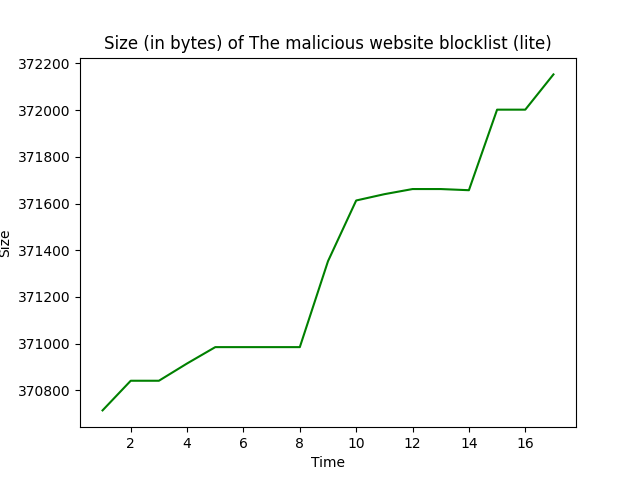 Size (in bytes) of The malicious website blocklist (lite)
372200
372000
371800
371600
371400
371200
371000
370800
Size
2 4 6 8 10 12 14 16
Time